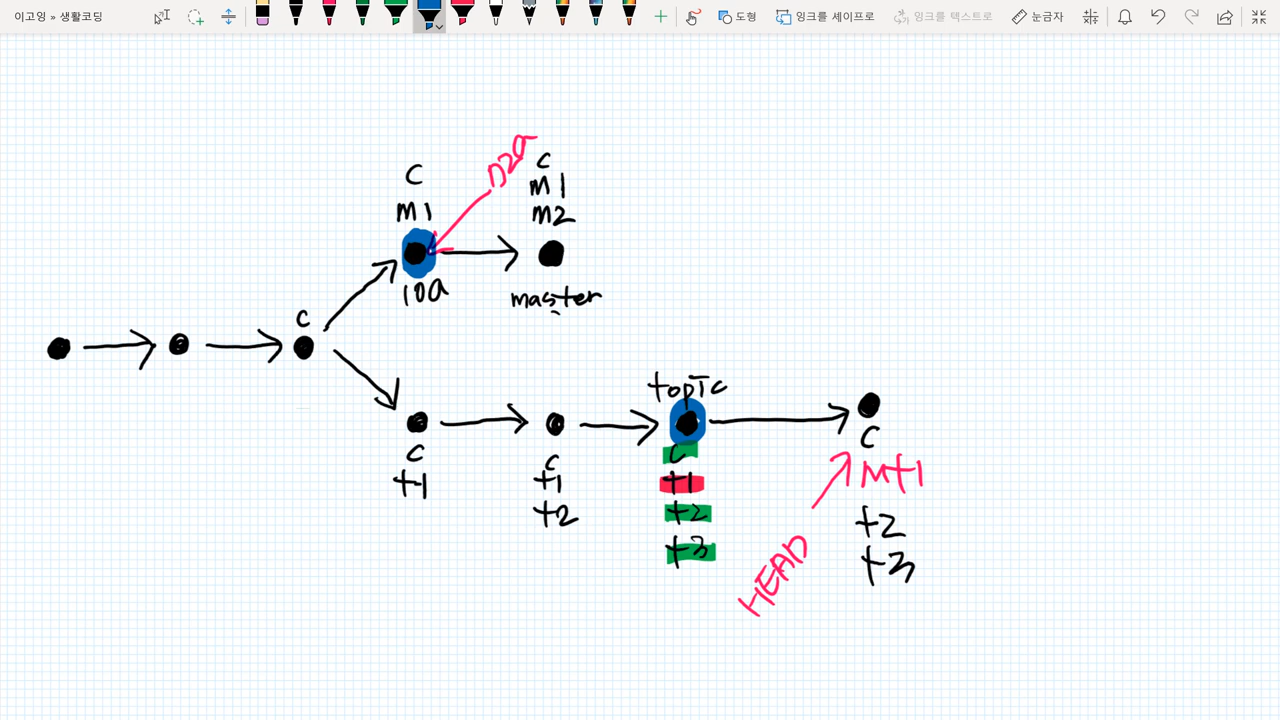 이고잉 » 생활코딩
도형
잉크를 셰이프로
잉크를 텍스트로
눈금자
c
m1
10a
c
m1
m2
master
c
topic
c
t1
c
t1
t2
c
t1
t2
t3
c
M+1
t2
t3
HEAD